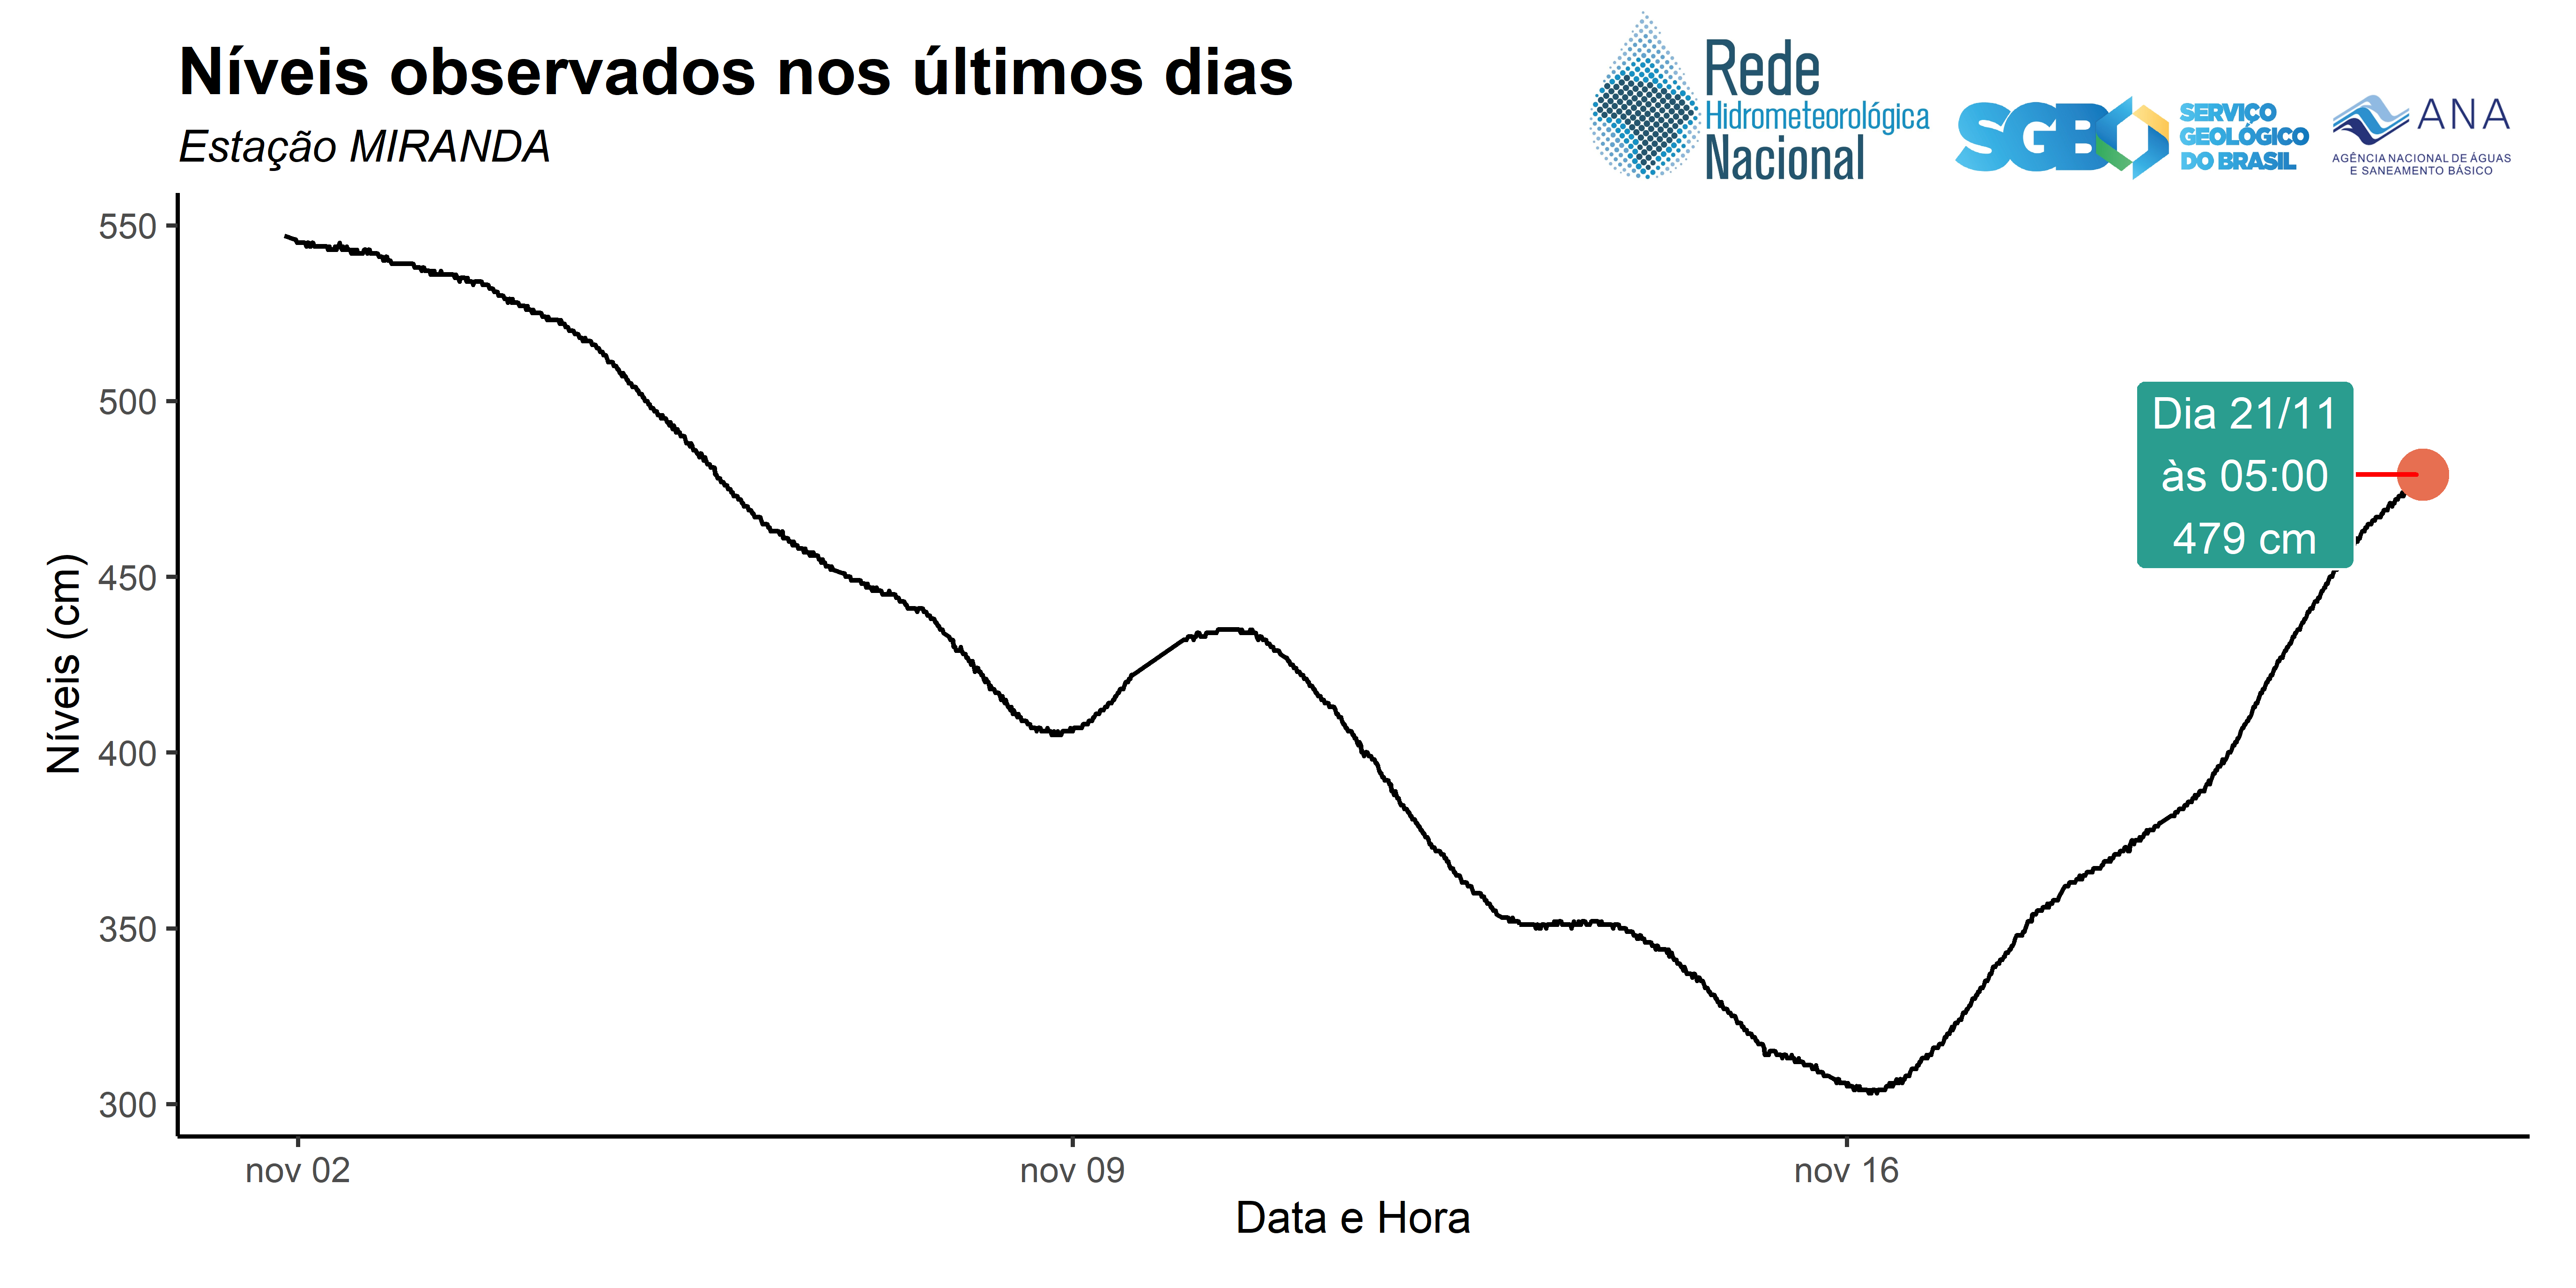 Níveis observados nos últimos dias
Estação MIRANDA
Rede
Hidrometeorológica
Nacional
SGB
SERVIÇO
GEOLÓGICO
DO BRASIL
ANA
AGÊNCIA NACIONAL DE ÁGUAS
E SANEAMENTO BÁSICO
Níveis (cm)
550
500
450
400
350
300
Dia 21/11
às 05:00
479 cm
nov 02
nov 09
nov 16
Data e Hora